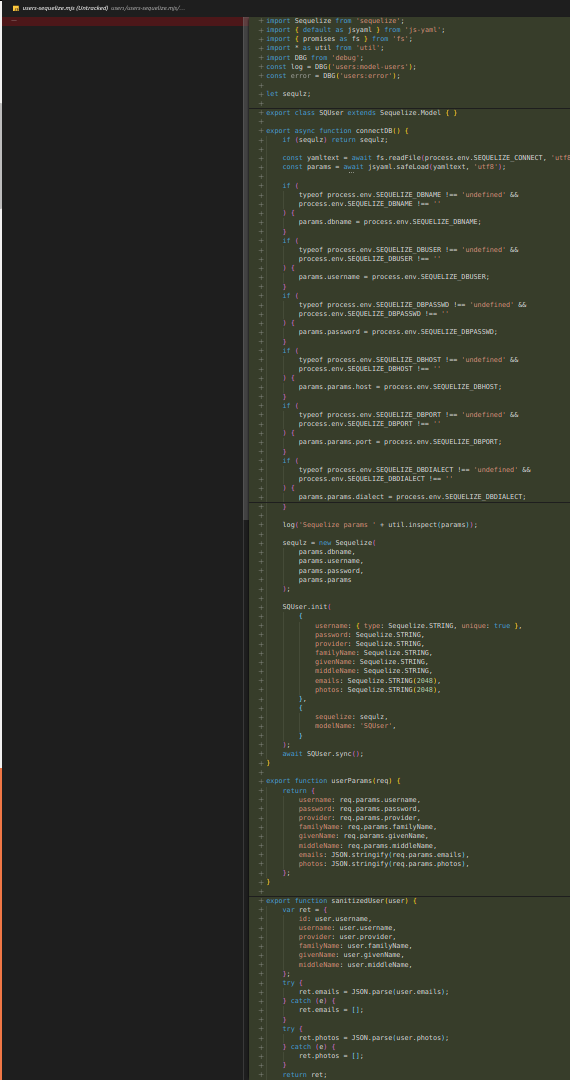 users-sequelize.mjs (Untracked) users/users-sequelize.mjs/...
import Sequelize from 'sequelize';
import { default as jsyaml } from 'js-yaml';
import { promises as fs } from 'fs';
import * as util from 'util';
import DBG from 'debug';
const log = DBG('users:model-users');
const error = DBG('users:error');
let sequlz;
export class SQUser extends Sequelize.Model { }
export async function connectDB() {
if (sequlz) return sequlz;
const yamltext = await fs.readFile(process.env.SEQUELIZE_CONNECT, 'utf8
const params = await jsyaml.safeLoad(yamltext, 'utf8');
if (
typeof process.env.SEQUELIZE_DBNAME !== 'undefined' &&
process.env.SEQUELIZE_DBNAME !== ''
) {
params.dbname = process.env.SEQUELIZE_DBNAME;
}
if (
typeof process.env.SEQUELIZE_DBUSER !== 'undefined' &&
process.env.SEQUELIZE_DBUSER !== ''
) {
params.username = process.env.SEQUELIZE_DBUSER;
}
if (
typeof process.env.SEQUELIZE_DBPASSWD !== 'undefined' &&
process.env.SEQUELIZE_DBPASSWD !== ''
) {
params.password = process.env.SEQUELIZE_DBPASSWD;
}
if (
typeof process.env.SEQUELIZE_DBHOST !== 'undefined' &&
process.env.SEQUELIZE_DBHOST !== ''
) {
params.params.host = process.env.SEQUELIZE_DBHOST;
}
if (
typeof process.env.SEQUELIZE_DBPORT !== 'undefined' &&
process.env.SEQUELIZE_DBPORT !== ''
) {
params.params.port = process.env.SEQUELIZE_DBPORT;
}
if (
typeof process.env.SEQUELIZE_DBDIALECT !== 'undefined' &&
process.env.SEQUELIZE_DBDIALECT !== ''
) {
params.params.dialect = process.env.SEQUELIZE_DBDIALECT;
}
log('Sequelize params ' + util.inspect(params));
sequlz = new Sequelize(
params.dbname,
params.username,
params.password,
params.params
);
SQUser.init(
{
username: { type: Sequelize.STRING, unique: true },
password: Sequelize.STRING,
provider: Sequelize.STRING,
familyName: Sequelize.STRING,
givenName: Sequelize.STRING,
middleName: Sequelize.STRING,
emails: Sequelize.STRING(2048),
photos: Sequelize.STRING(2048),
},
{
sequelize: sequlz,
modelName: 'SQUser',
}
);
await SQUser.sync();
}
export function userParams(req) {
return {
username: req.params.username,
password: req.params.password,
provider: req.params.provider,
familyName: req.params.familyName,
givenName: req.params.givenName,
middleName: req.params.middleName,
emails: JSON.stringify(req.params.emails),
photos: JSON.stringify(req.params.photos),
};
}
export function sanitizedUser(user) {
var ret = {
id: user.username,
username: user.username,
provider: user.provider,
familyName: user.familyName,
givenName: user.givenName,
middleName: user.middleName,
};
try {
ret.emails = JSON.parse(user.emails);
} catch (e) {
ret.emails = [];
}
try {
ret.photos = JSON.parse(user.photos);
} catch (e) {
ret.photos = [];
}
return ret;